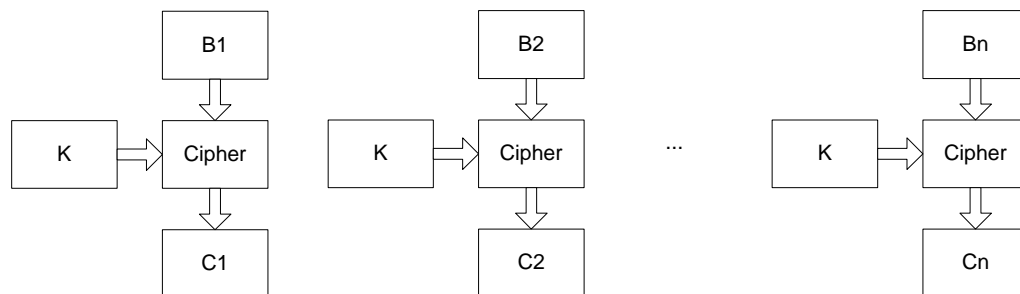 B1 B2 Bn
K Cipher K Cipher ... K Cipher
C1 C2 Cn